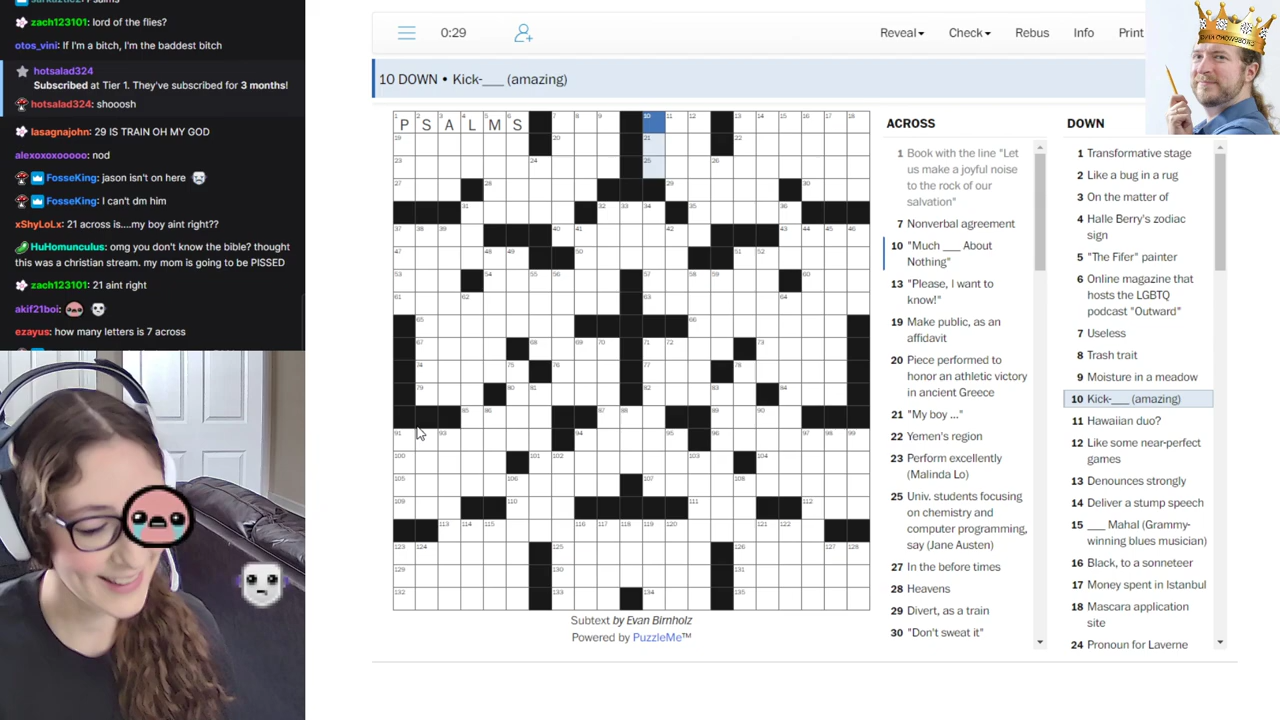 zach123101: lord of the flies?
otos_vini: If I'm a bitch, I'm the baddest bitch
hotsalad324
Subscribed at Tier 1. They've subscribed for 3 months!
hotsalad324: shooosh
lasagnajohn: 29 IS TRAIN OH MY GOD
alexoxoxooooo: nod
FosseKing: jason isn't on here
FosseKing: I can't dm him
xShyLoLx: 21 across is....my boy aint right??
HuHomunculus: omg you don't know the bible? thought
this was a christian stream. my mom is going to be PISSED
zach123101: 21 aint right
akif21boi:
ezayus: how many letters is 7 across
0:29
Reveal
Check
Rebus
Info
Print
10 DOWN • Kick-___ (amazing)
P S A L M S
Subtext by Evan Birnholz
Powered by PuzzleMe™
ACROSS
1 Book with the line "Let
us make a joyful noise
to the rock of our
salvation"
7 Nonverbal agreement
10 "Much ___ About
Nothing"
13 "Please, I want to
know!"
19 Make public, as an
affidavit
20 Piece performed to
honor an athletic victory
in ancient Greece
21 "My boy ..."
22 Yemen's region
23 Perform excellently
(Malinda Lo)
25 Univ. students focusing
on chemistry and
computer programming,
say (Jane Austen)
27 In the before times
28 Heavens
29 Divert, as a train
30 "Don't sweat it"
DOWN
1 Transformative stage
2 Like a bug in a rug
3 On the matter of
4 Halle Berry's zodiac
sign
5 "The Fifer" painter
6 Online magazine that
hosts the LGBTQ
podcast "Outward"
7 Useless
8 Trash trait
9 Moisture in a meadow
10 Kick-___ (amazing)
11 Hawaiian duo?
12 Like some near-perfect
games
13 Denounces strongly
14 Deliver a stump speech
15 ___ Mahal (Grammy-
winning blues musician)
16 Black, to a sonneteer
17 Money spent in Istanbul
18 Mascara application
site
24 Pronoun for Laverne